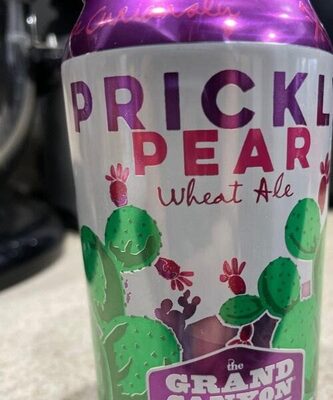 PRICKL
PEAR
Wheat Ale
the
GRAND
CANYON